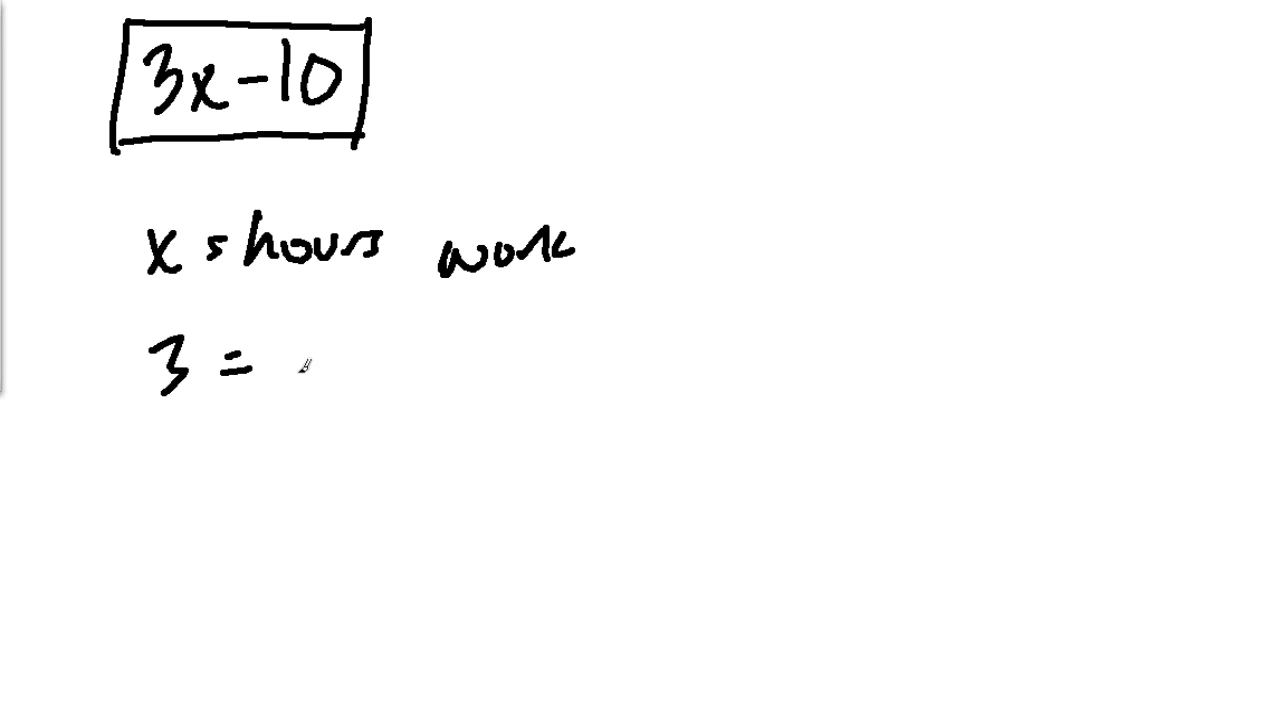 3x-10
x = hours work
3 =